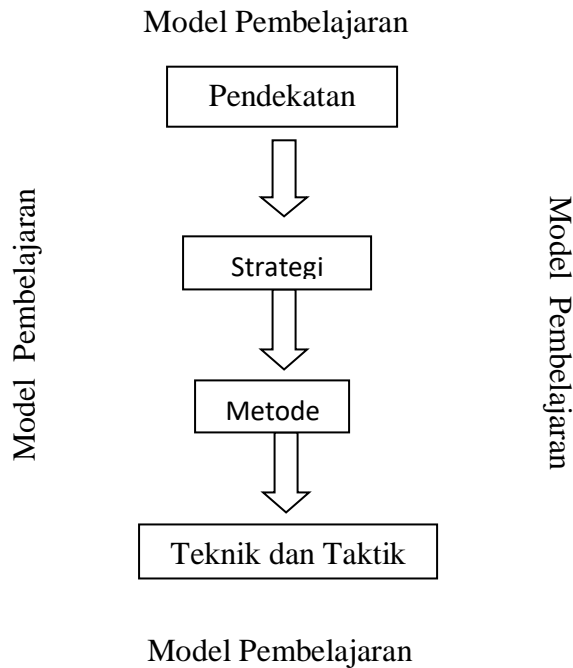 Model Pembelajaran
Pendekatan
Strategi
Metode
Teknik dan Taktik
Model Pembelajaran
Model Pembelajaran
Model Pembelajaran